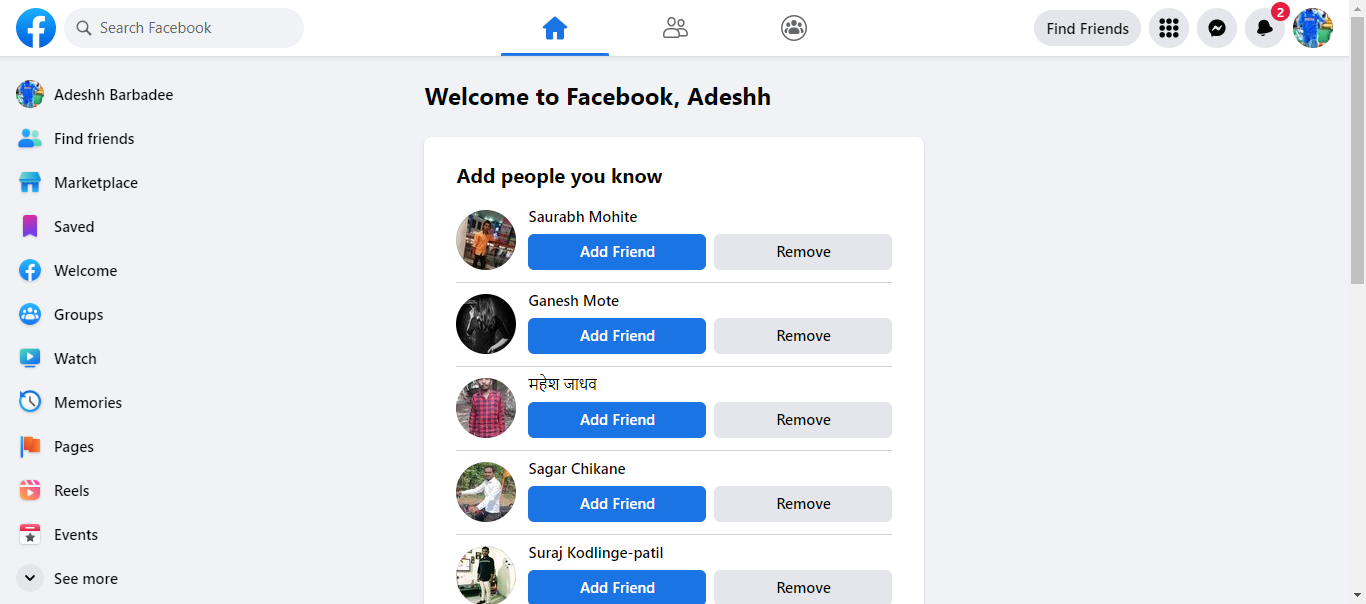 Search Facebook
Find Friends
2
Adeshh Barbadee
Find friends
Marketplace
Saved
Welcome
Groups
Watch
Memories
Pages
Reels
Events
See more
Welcome to Facebook, Adeshh
Add people you know
Saurabh Mohite
Add Friend Remove
Ganesh Mote
Add Friend Remove
महेश जाधव
Add Friend Remove
Sagar Chikane
Add Friend Remove
Suraj Kodlinge-patil
Add Friend Remove